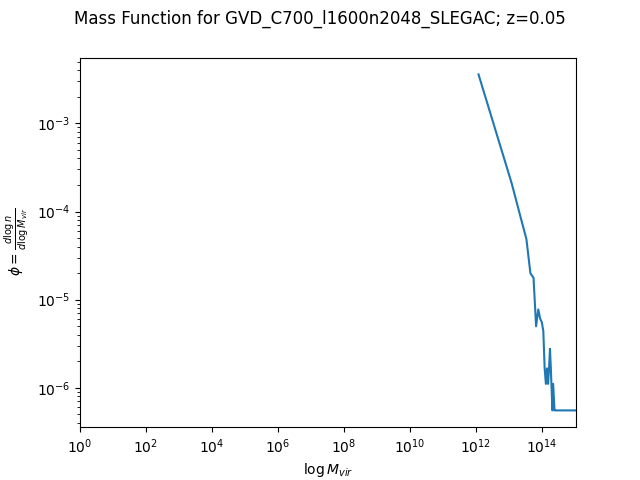 Mass Function for GVD_C700_l1600n2048_SLEGAC; z=0.05
10⁻³
10⁻⁴
10⁻⁵
10⁻⁶
ϕ = d log n / d log M_vir
10⁰ 10² 10⁴ 10⁶ 10⁸ 10¹⁰ 10¹² 10¹⁴
log M_vir